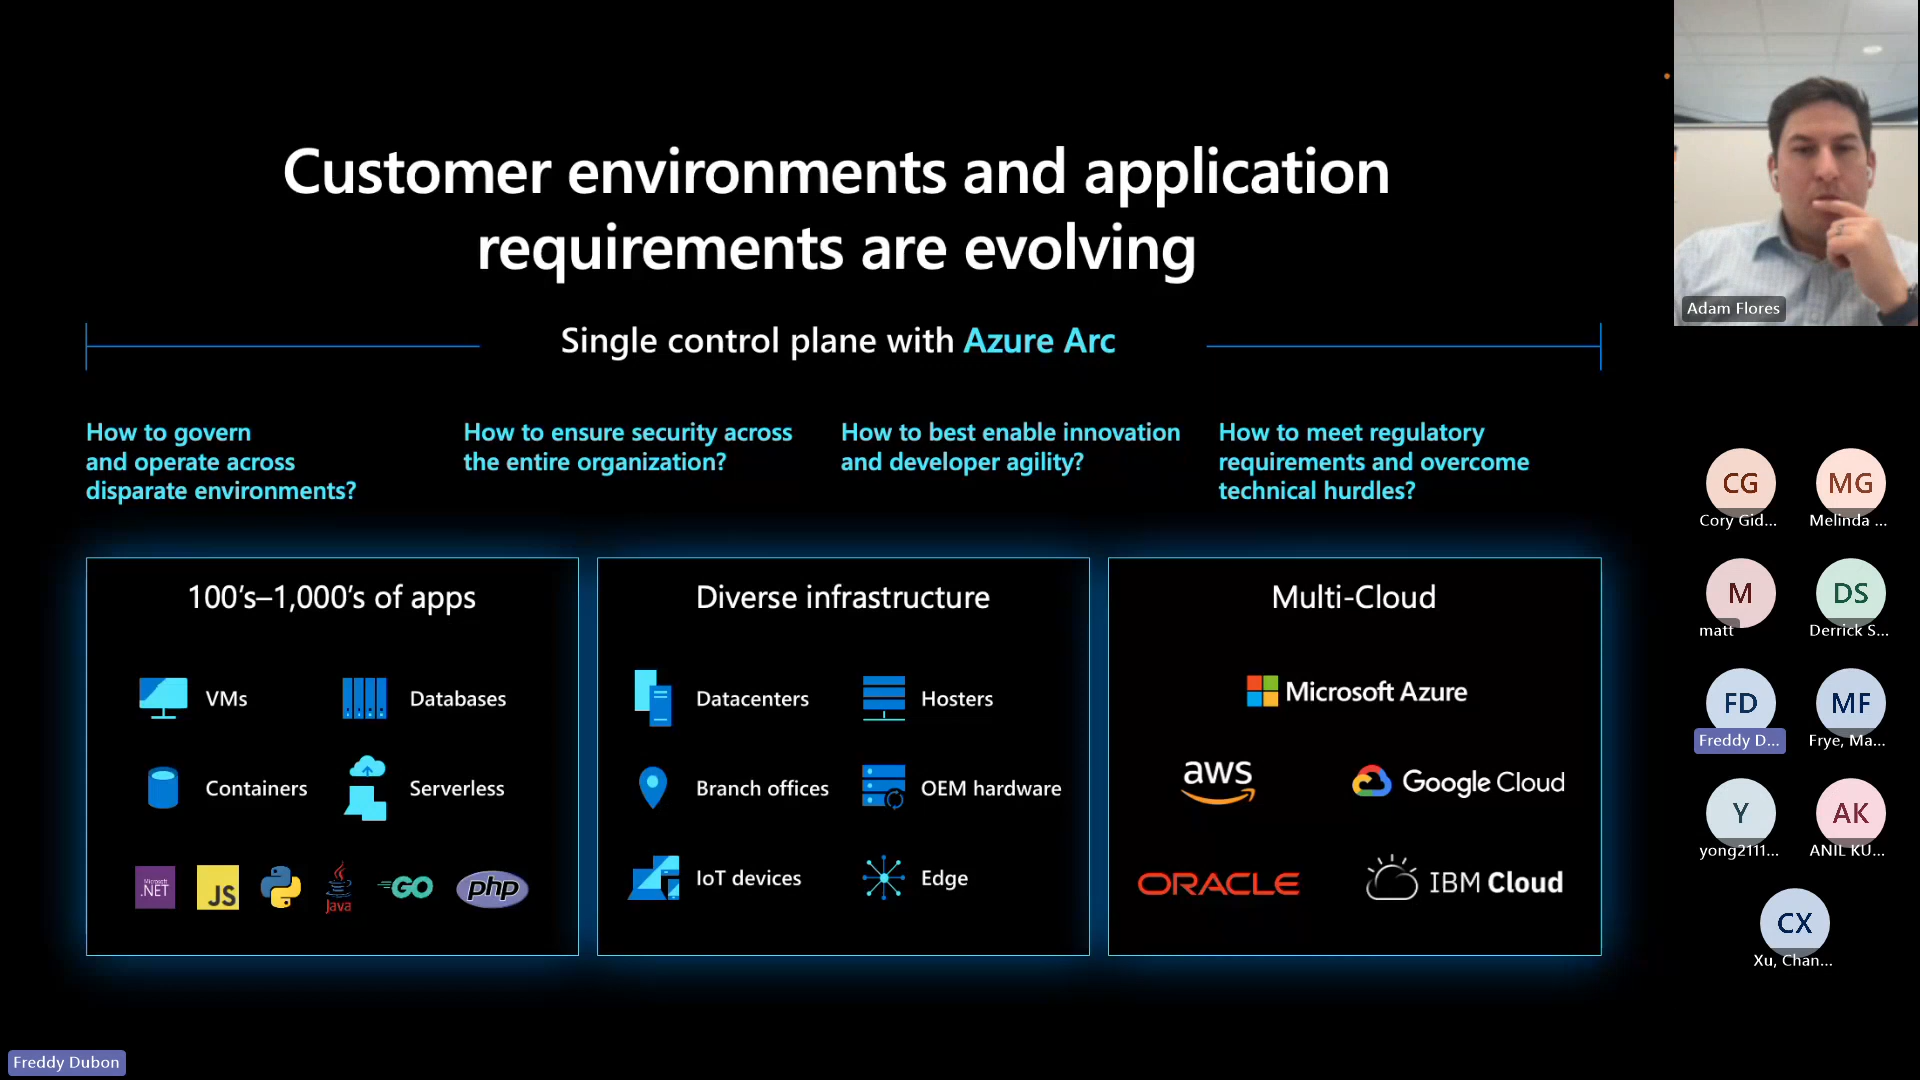 Customer environments and application
requirements are evolving
Single control plane with Azure Arc
How to govern
and operate across
disparate environments?
How to ensure security across
the entire organization?
How to best enable innovation
and developer agility?
How to meet regulatory
requirements and overcome
technical hurdles?
100's–1,000's of apps
VMs
Databases
Containers
Serverless
Microsoft
.NET
JS
Java
GO
php
Diverse infrastructure
Datacenters
Hosters
Branch offices
OEM hardware
IoT devices
Edge
Multi-Cloud
Microsoft Azure
aws
Google Cloud
ORACLE
IBM Cloud
Adam Flores
CG
Cory Gid...
MG
Melinda ...
M
matt
DS
Derrick S...
FD
Freddy D...
MF
Frye, Ma...
Y
yong2111...
AK
ANIL KU...
CX
Xu, Chan...
Freddy Dubon